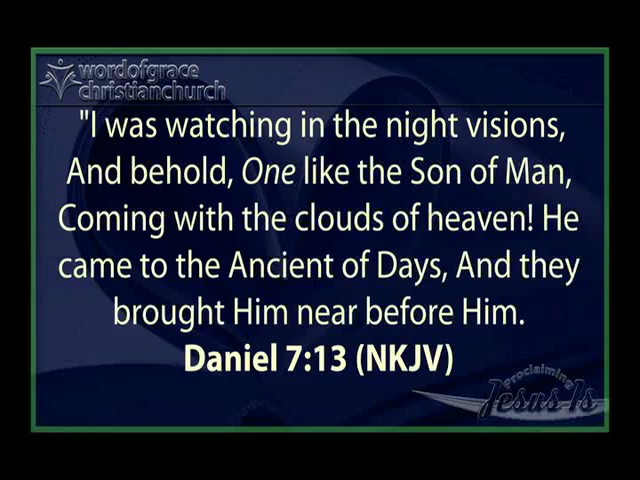 wordofgrace
christianchurch
"I was watching in the night visions,
And behold, One like the Son of Man,
Coming with the clouds of heaven! He
came to the Ancient of Days, And they
brought Him near before Him.
Daniel 7:13 (NKJV)
Proclaiming
Jesus Is